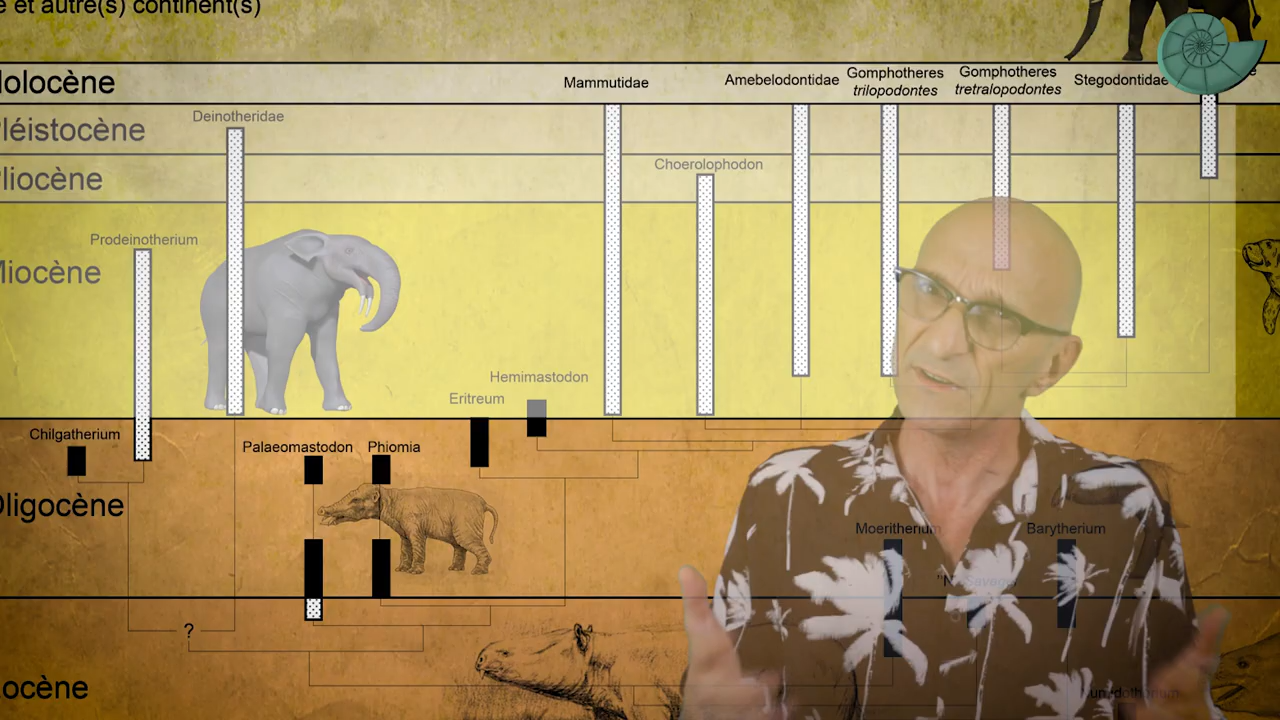 e et autre(s) continent(s)
Holocène
Mammutidae
Amebelodontidae
Gomphotheres
trilopodontes
Gomphotheres
tretralopodontes
Stegodontidae
Pléistocène
Deinotheridae
Pliocène
Choerolophodon
Prodeinotherium
Miocène
Hemimastodon
Eritreum
Chilgatherium
Palaeomastodon
Phiomia
Oligocène
Moeritherium
Barytherium
?
ocène